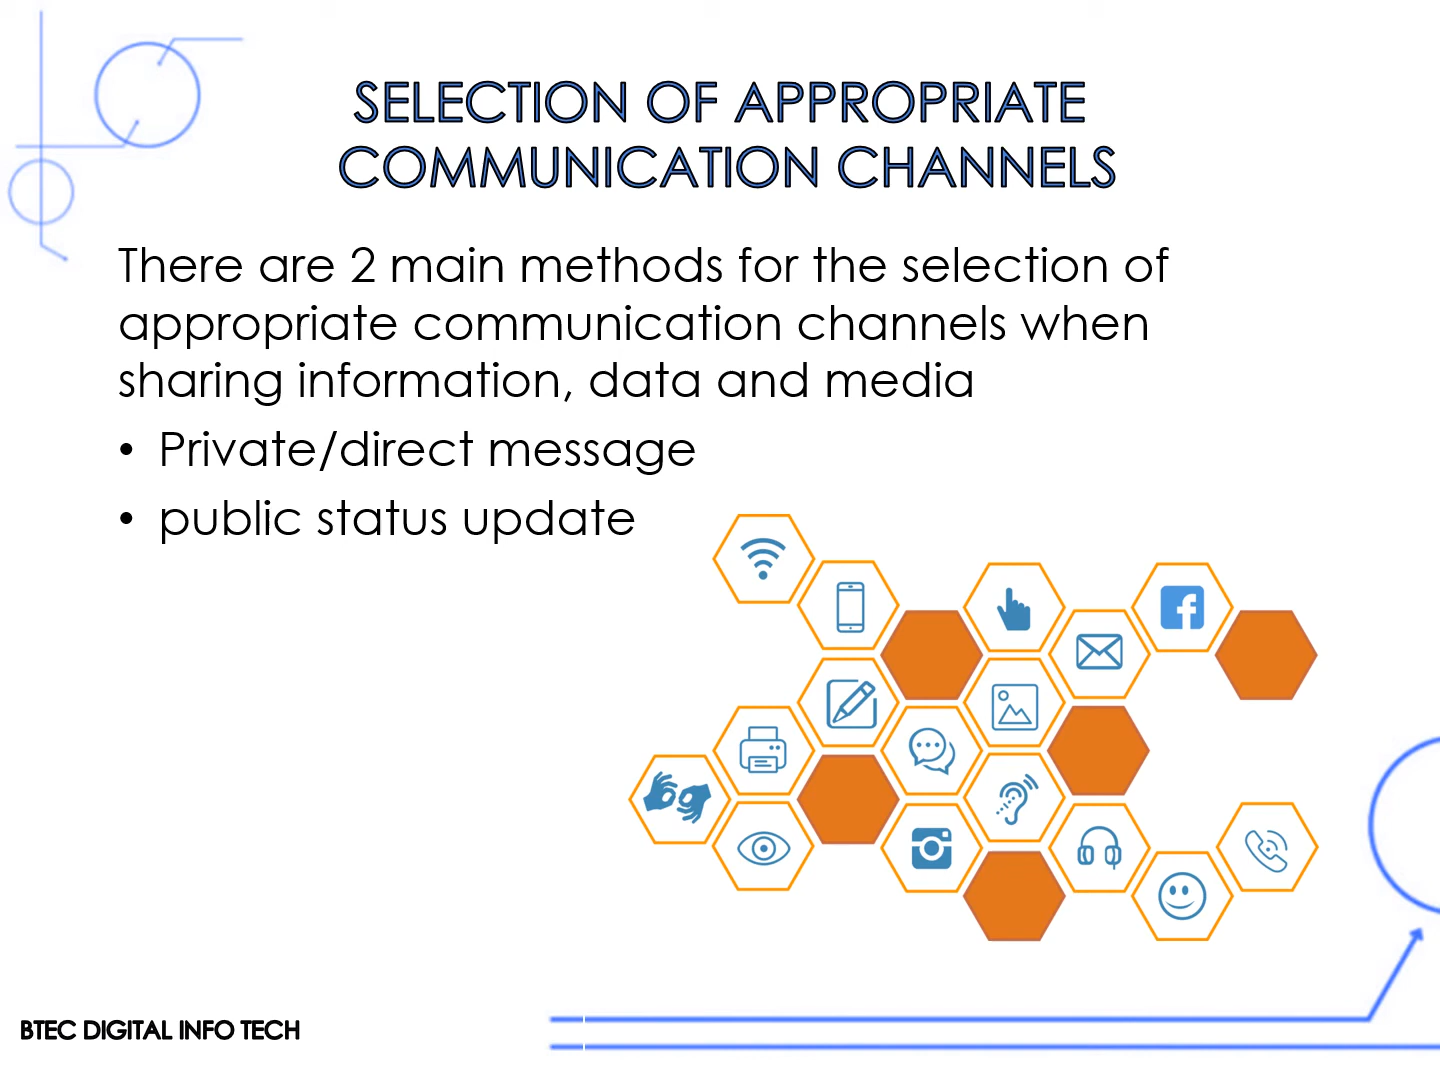 SELECTION OF APPROPRIATE
COMMUNICATION CHANNELS
There are 2 main methods for the selection of
appropriate communication channels when
sharing information, data and media
• Private/direct message
• public status update
BTEC DIGITAL INFO TECH